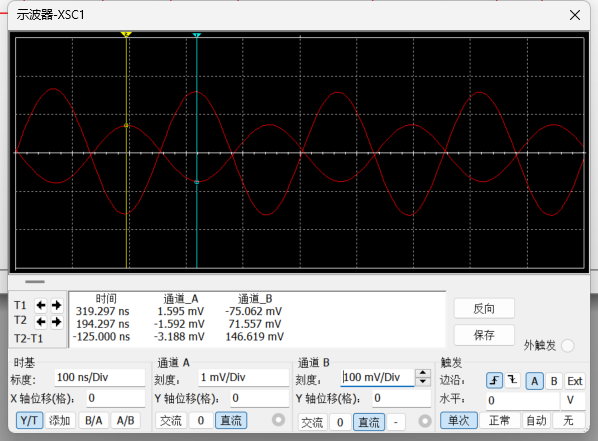 示波器-XSC1
时间 通道_A 通道_B
T1 319.297 ns 1.595 mV -75.062 mV
T2 194.297 ns -1.592 mV 71.557 mV
T2-T1 -125.000 ns -3.188 mV 146.619 mV
反向
保存
外触发
时基
标度: 100 ns/Div
X 轴位移(格): 0
Y/T 添加 B/A A/B
通道 A
刻度: 1 mV/Div
Y 轴位移(格): 0
交流 0 直流
通道 B
刻度: 100 mV/Div
Y 轴位移(格): 0
交流 0 直流 -
触发
边沿: A B Ext
水平: 0 V
单次 正常 自动 无